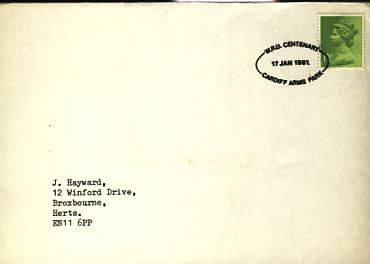 W.R.U. CENTENARY
17 JAN 1981
CARDIFF ARMS PARK
J. Hayward,
12 Winford Drive,
Broxbourne,
Herts.
EN11 6PP